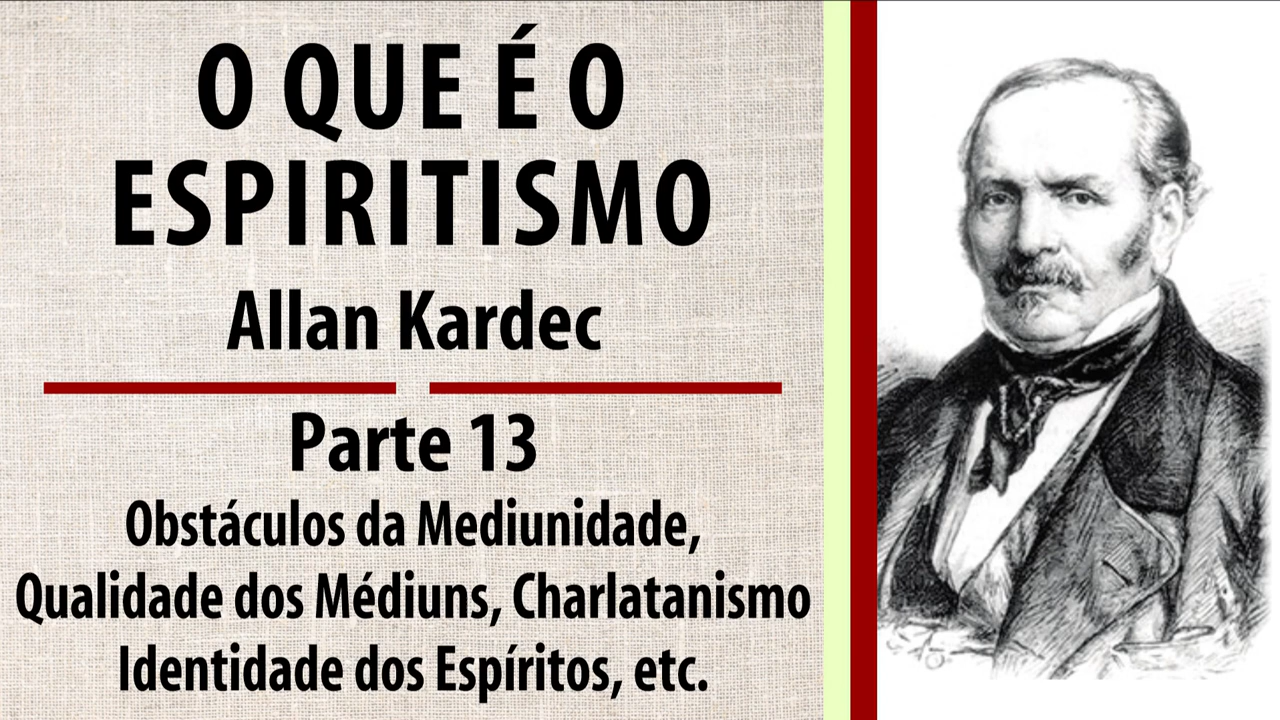 O QUE É O
ESPIRITISMO
Allan Kardec
Parte 13
Obstáculos da Mediunidade,
Qualidade dos Médiuns, Charlatanismo
Identidade dos Espíritos, etc.